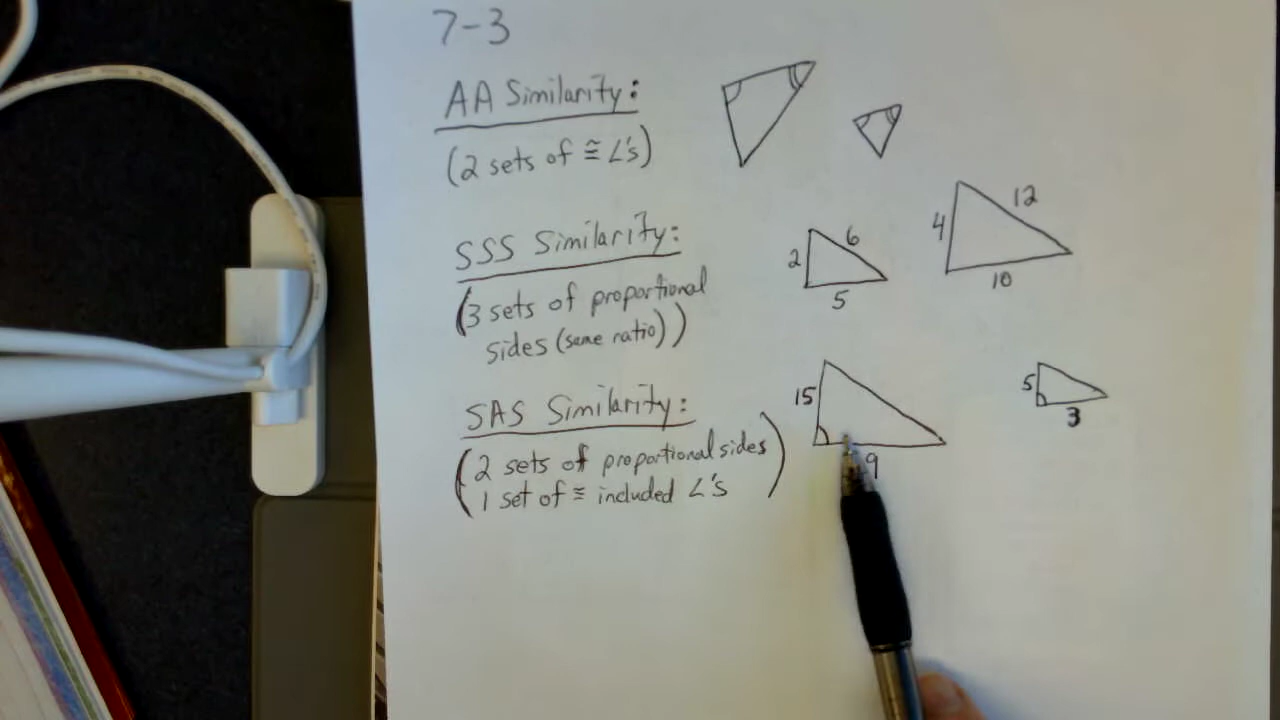 7-3
AA Similarity:
(2 sets of ≅ ∠'s)
SSS Similarity:
(3 sets of proportional
sides (same ratio))
2
6
5
4
12
10
SAS Similarity:
(2 sets of proportional sides
1 set of ≅ included ∠'s)
15
9
5
3